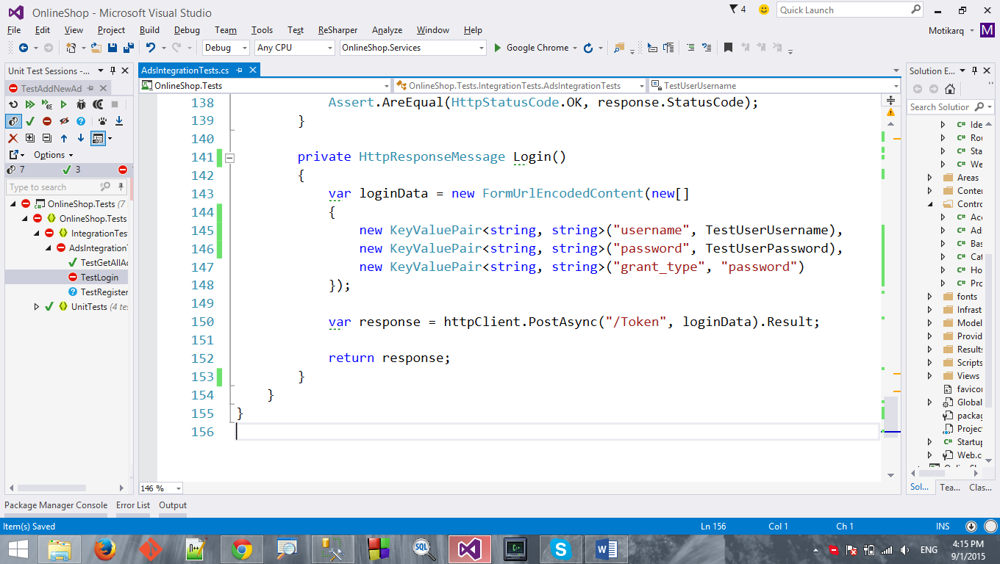 OnlineShop - Microsoft Visual Studio
4
Quick Launch
File Edit View Project Build Debug Team Tools Test ReSharper Analyze Window Help
Motikarq M
Debug Any CPU OnlineShop.Services Google Chrome
Unit Test Sessions -...
AdsIntegrationTests.cs
Solution E...
TestAddNewAd
OnlineShop.Tests OnlineShop.Tests.IntegrationTests.AdsIntegrationTests TestUserUsername
Options
7 3
Type to search
OnlineShop.Tests (7
OnlineShop.Tests
IntegrationTes
AdsIntegration
TestGetAllAc
TestLogin
TestRegister
UnitTests (4 te
138 Assert.AreEqual(HttpStatusCode.OK, response.StatusCode);
139 }
140
141 private HttpResponseMessage Login()
142 {
143 var loginData = new FormUrlEncodedContent(new[]
144 {
145 new KeyValuePair<string, string>("username", TestUserUsername),
146 new KeyValuePair<string, string>("password", TestUserPassword),
147 new KeyValuePair<string, string>("grant_type", "password")
148 });
149
150 var response = httpClient.PostAsync("/Token", loginData).Result;
151
152 return response;
153 }
154 }
155 }
156
146 %
Search Solution
C# Ide
C# Rou
C# Sta
C# We
Areas
Conter
Contro
C# Acc
C# Ad
C# Bas
C# Cat
C# Ho
C# Pro
fonts
Infrast
Model
Provid
Results
Scripts
Views
favicor
Global
packag
Project
C# Startup
Web.c
Sol... Tea... Clas...
Package Manager Console Error List Output
Item(s) Saved Ln 156 Col 1 Ch 1 INS
SQL
ENG
4:15 PM
9/1/2015